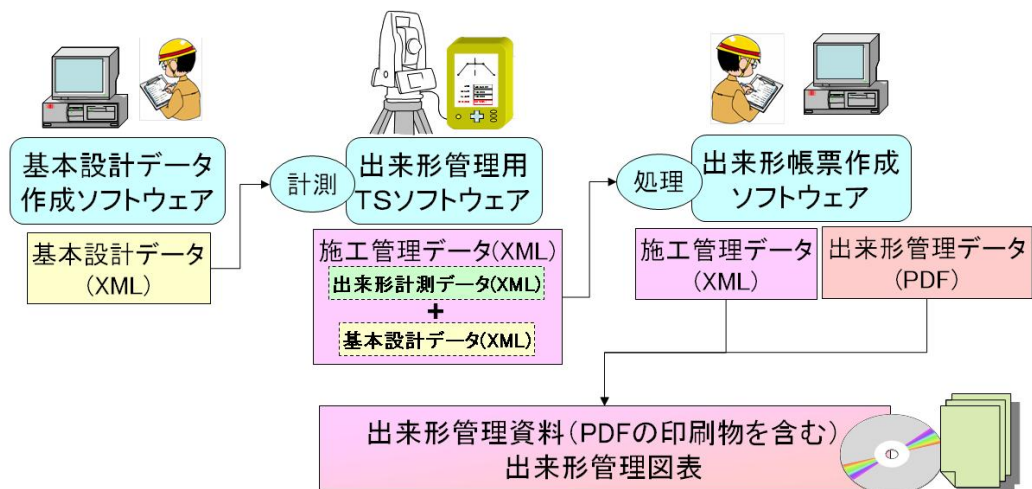 基本設計データ
作成ソフトウェア
基本設計データ
(XML)
計測
出来形管理用
TSソフトウェア
施工管理データ(XML)
出来形計測データ(XML)
+
基本設計データ(XML)
処理
出来形帳票作成
ソフトウェア
施工管理データ
(XML)
出来形管理データ
(PDF)
出来形管理資料(PDFの印刷物を含む)
出来形管理図表